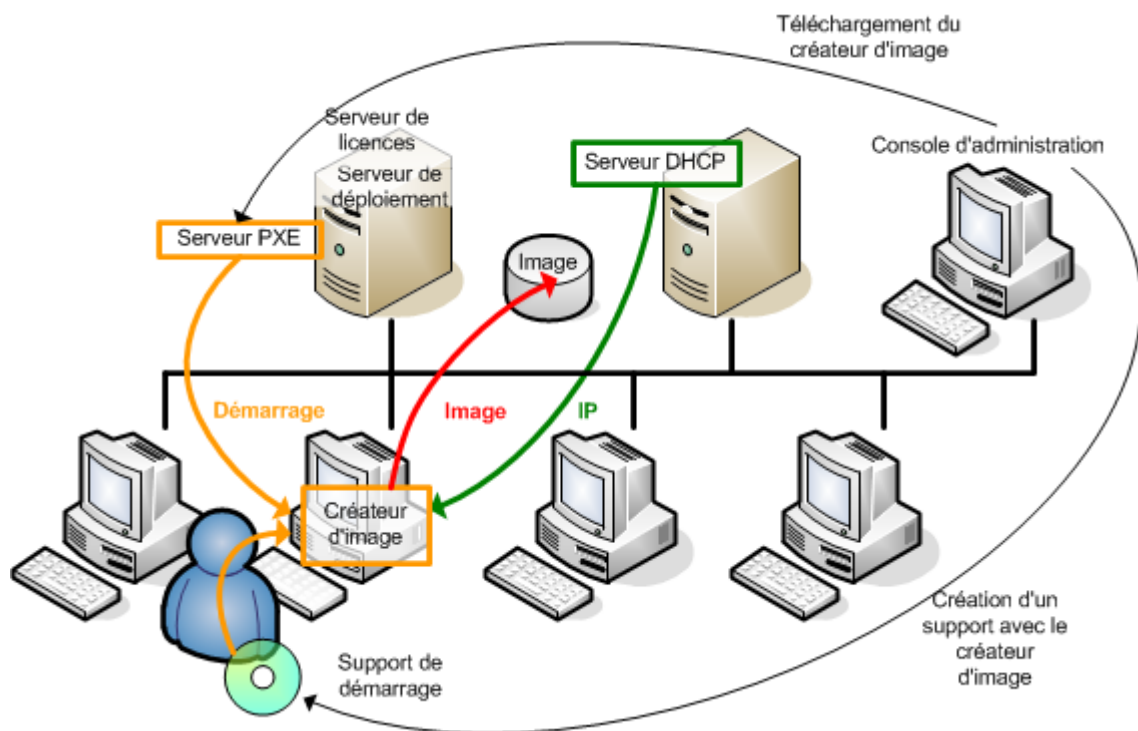 Téléchargement du
créateur d'image
Serveur de
licences
Serveur de
déploiement
Serveur DHCP
Console d'administration
Serveur PXE
Image
Démarrage
Image
IP
Créateur
d'image
Support de
démarrage
Création d'un
support avec le
créateur
d'image